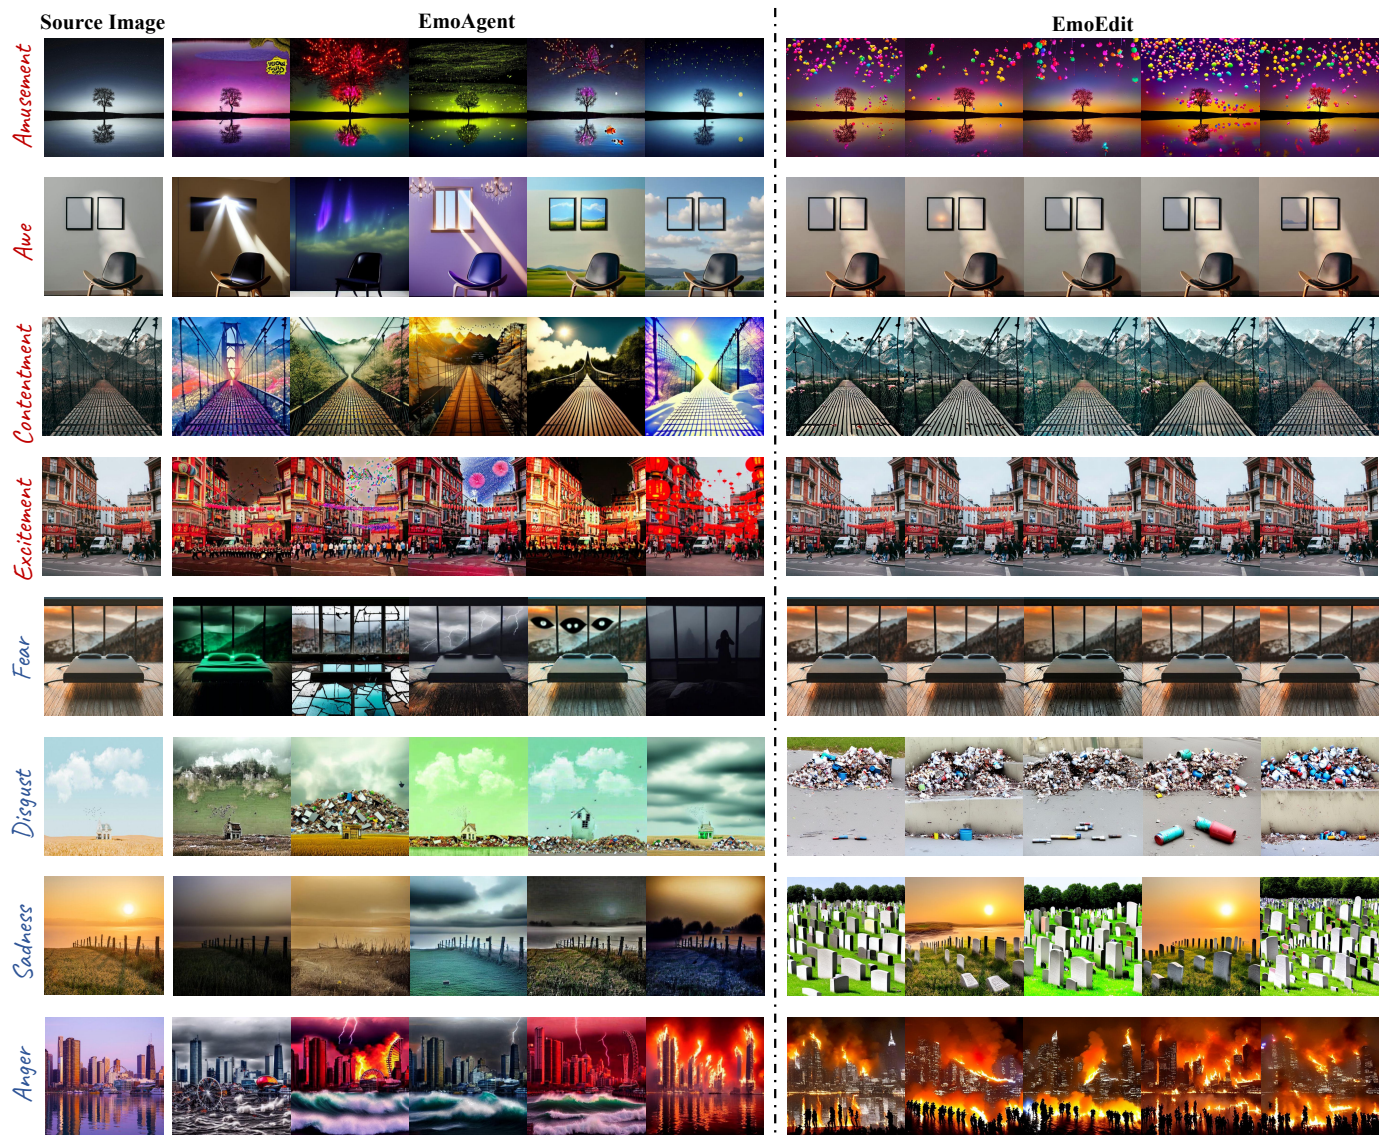 Source Image
EmoAgent
EmoEdit
Amusement
Awe
Contentment
Excitement
Fear
Disgust
Sadness
Anger